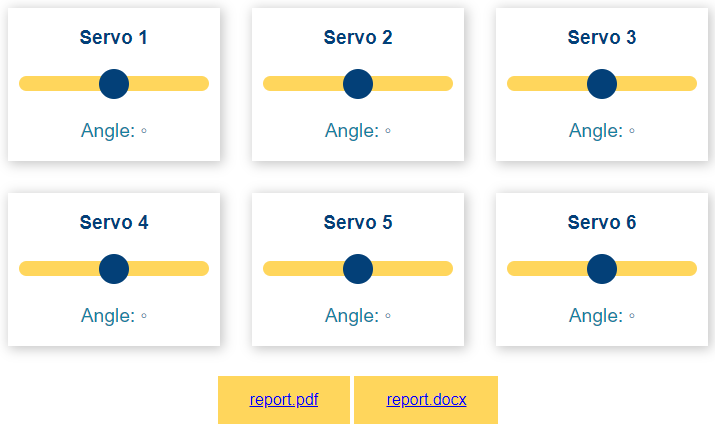 Servo 1
Servo 2
Servo 3
Angle: °
Angle: °
Angle: °
Servo 4
Servo 5
Servo 6
Angle: °
Angle: °
Angle: °
report.pdf
report.docx